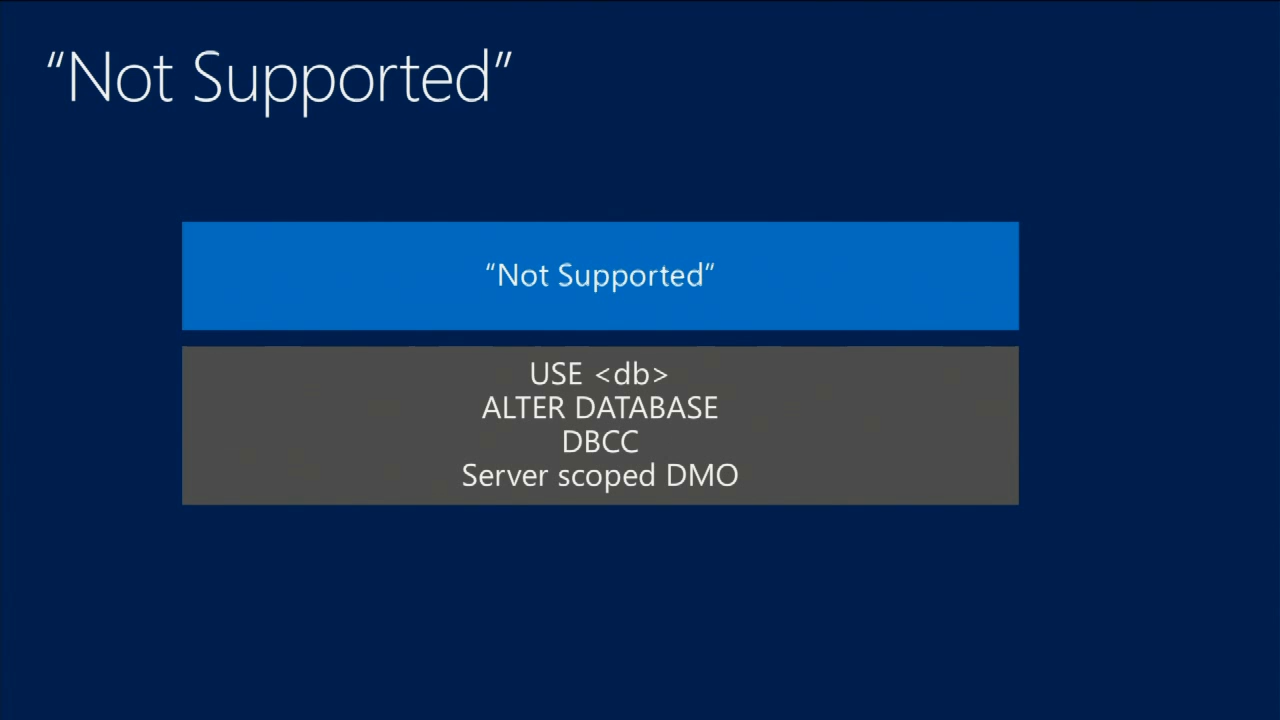 “Not Supported”
“Not Supported”
USE <db>
ALTER DATABASE
DBCC
Server scoped DMO